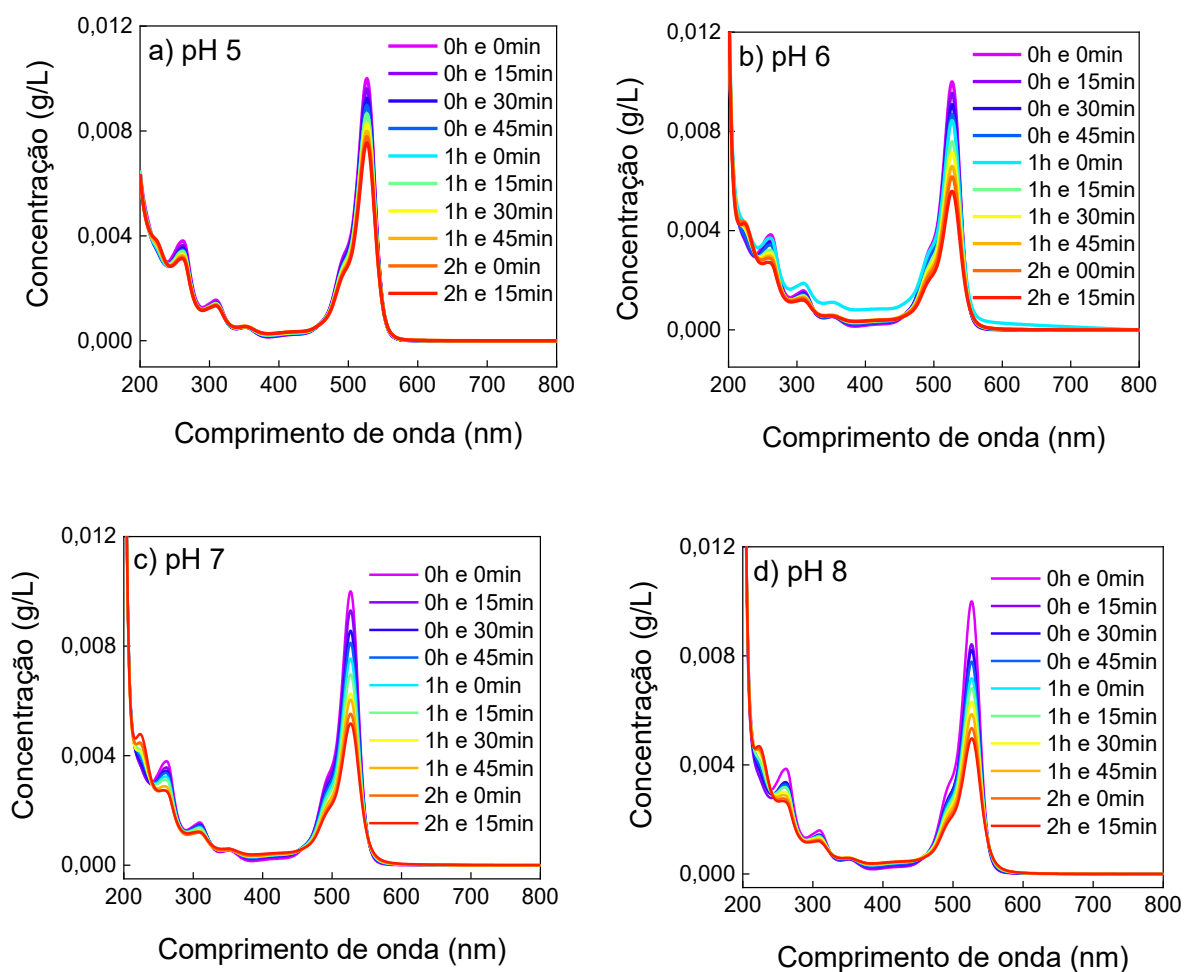 a) pH 5
Concentração (g/L)
0,012
0,008
0,004
0,000
200 300 400 500 600 700 800
Comprimento de onda (nm)
0h e 0min
0h e 15min
0h e 30min
0h e 45min
1h e 0min
1h e 15min
1h e 30min
1h e 45min
2h e 0min
2h e 15min
b) pH 6
Concentração (g/L)
0,012
0,008
0,004
0,000
200 300 400 500 600 700 800
Comprimento de onda (nm)
0h e 0min
0h e 15min
0h e 30min
0h e 45min
1h e 0min
1h e 15min
1h e 30min
1h e 45min
2h e 00min
2h e 15min
c) pH 7
Concentração (g/L)
0,012
0,008
0,004
0,000
200 300 400 500 600 700 800
Comprimento de onda (nm)
0h e 0min
0h e 15min
0h e 30min
0h e 45min
1h e 0min
1h e 15min
1h e 30min
1h e 45min
2h e 0min
2h e 15min
d) pH 8
Concentração (g/L)
0,012
0,008
0,004
0,000
200 300 400 500 600 700 800
Comprimento de onda (nm)
0h e 0min
0h e 15min
0h e 30min
0h e 45min
1h e 0min
1h e 15min
1h e 30min
1h e 45min
2h e 0min
2h e 15min